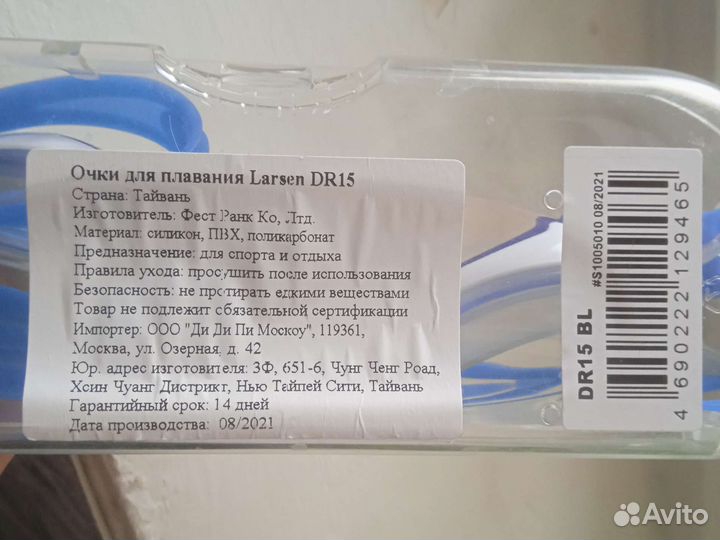 Очки для плавания Larsen DR15
Страна: Тайвань
Изготовитель: Фест Ранк Ко, Лтд.
Материал: силикон, ПВХ, поликарбонат
Предназначение: для спорта и отдыха
Правила ухода: просушить после использования
Безопасность: не протирать едкими веществами
Товар не подлежит обязательной сертификации
Импортер: ООО "Ди Ди Пи Москоу", 119361,
Москва, ул. Озерная, д. 42
Юр. адрес изготовителя: 3Ф, 651-6, Чунг Ченг Роад,
Хсин Чуанг Дистрикт, Нью Тайпей Сити, Тайвань
Гарантийный срок: 14 дней
Дата производства: 08/2021
DR15 BL
#S1005010 08/2021
4 690222 129465
Avito